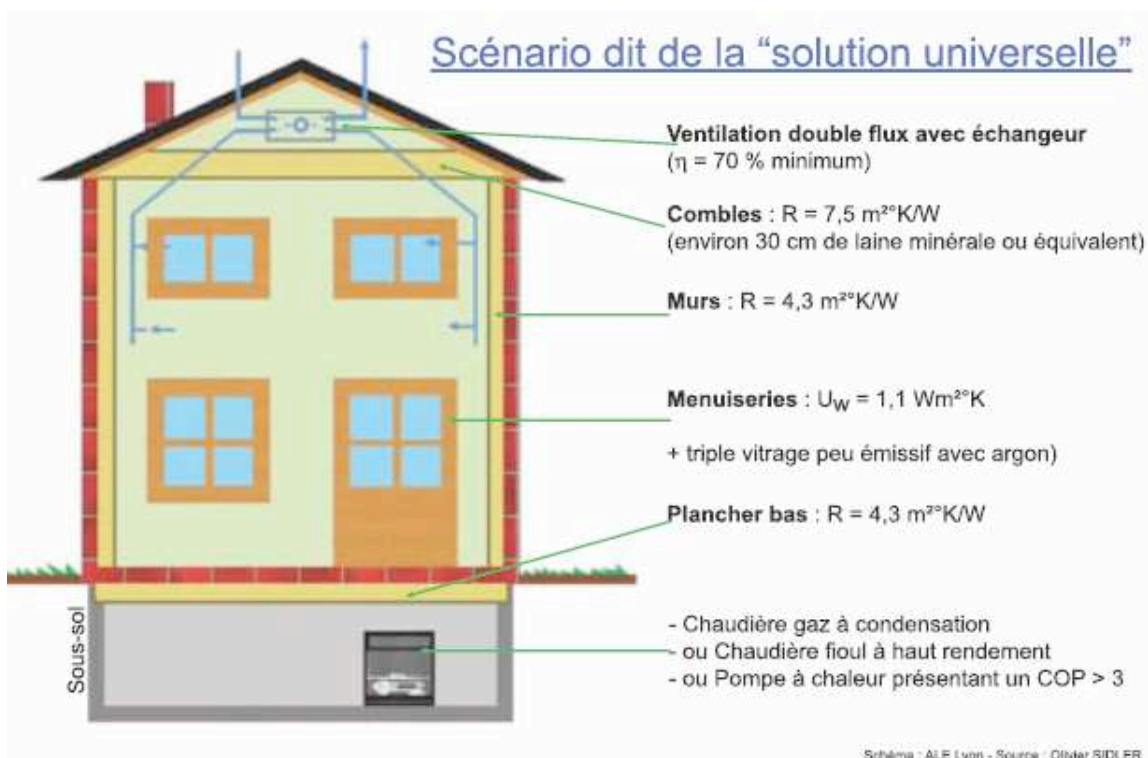 Scénario dit de la “solution universelle”
Ventilation double flux avec échangeur
(η = 70 % minimum)
Combles : R = 7,5 m²°K/W
(environ 30 cm de laine minérale ou équivalent)
Murs : R = 4,3 m²°K/W
Menuiseries : Uw = 1,1 Wm²°K
+ triple vitrage peu émissif avec argon)
Plancher bas : R = 4,3 m²°K/W
Sous-sol
- Chaudière gaz à condensation
- ou Chaudière fioul à haut rendement
- ou Pompe à chaleur présentant un COP > 3
Schéma : ALE Lyon - Source : Olivier SIDLER